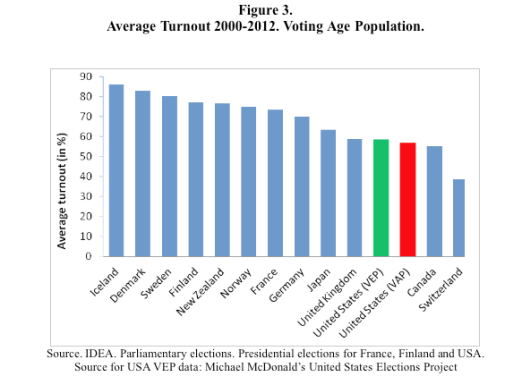 Figure 3.
Average Turnout 2000-2012. Voting Age Population.
90
80
70
60
50
40
30
20
10
0
Average turnout (in %)
Iceland
Denmark
Sweden
Finland
New Zealand
Norway
France
Germany
Japan
United Kingdom
United States (VEP)
United States (VAP)
Canada
Switzerland
Source. IDEA. Parliamentary elections. Presidential elections for France, Finland and USA.
Source for USA VEP data: Michael McDonald’s United States Elections Project